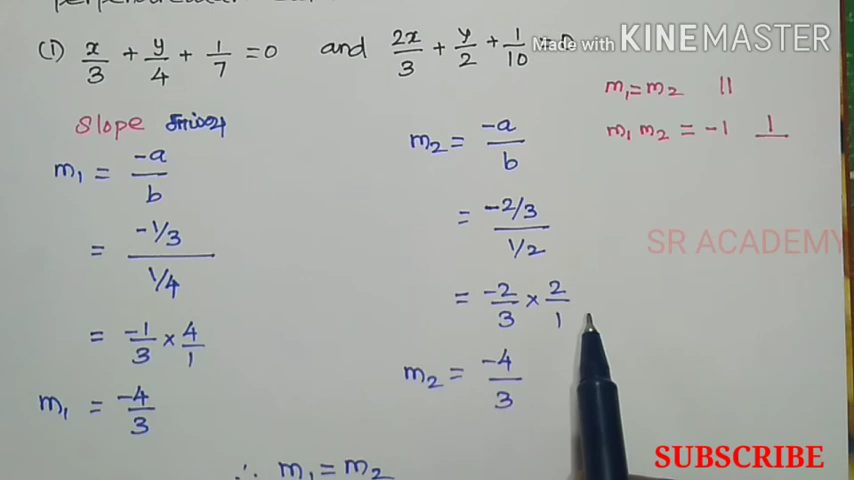 (1) x/3 + y/4 + 1/7 = 0 and 2x/3 + y/2 + 1/10 = 0
Made with KINEMASTER
m₁ = m₂ ||
m₁ m₂ = -1 ⊥
Slope
m₁ = -a/b
= (-1/3)/(1/4)
= -1/3 × 4/1
m₁ = -4/3
m₂ = -a/b
= (-2/3)/(1/2)
= -2/3 × 2/1
m₂ = -4/3
SR ACADEMY
∴ m₁ = m₂
SUBSCRIBE